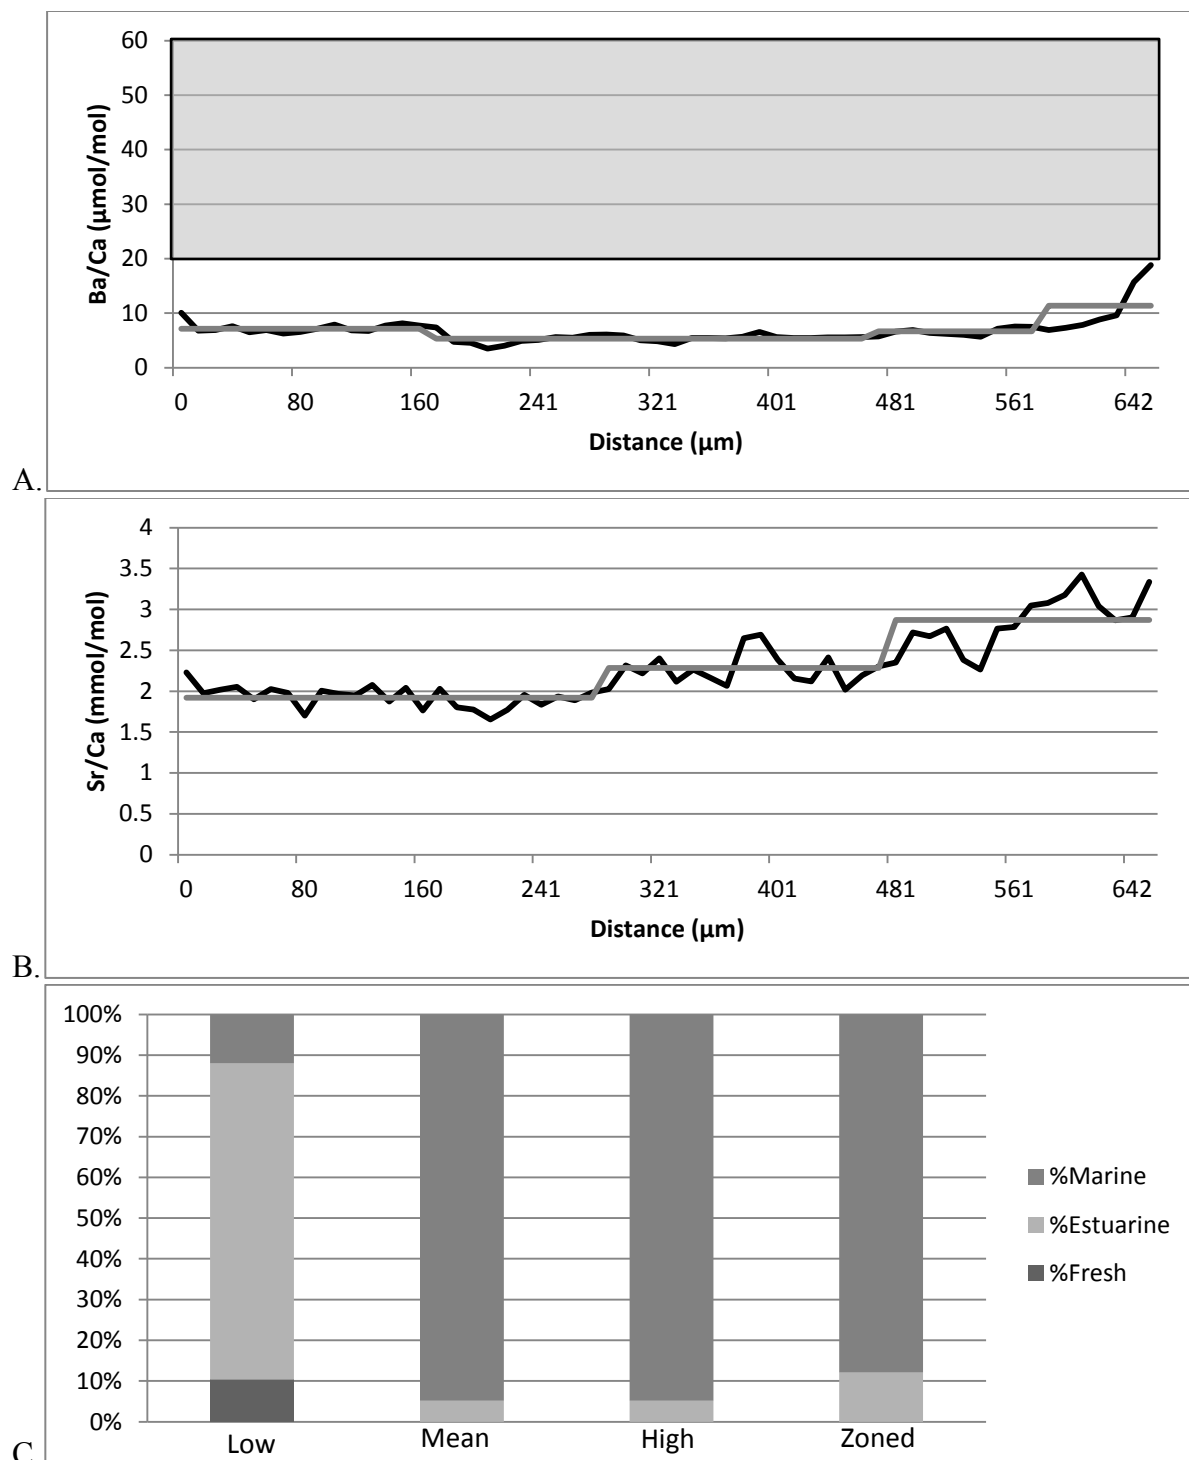 60
50
40
30
20
10
0
Ba/Ca (µmol/mol)
0 80 160 241 321 401 481 561 642
Distance (µm)
A.
4
3.5
3
2.5
2
1.5
1
0.5
0
Sr/Ca (mmol/mol)
0 80 160 241 321 401 481 561 642
Distance (µm)
B.
100%
90%
80%
70%
60%
50%
40%
30%
20%
10%
0%
Low Mean High Zoned
%Marine
%Estuarine
%Fresh
C